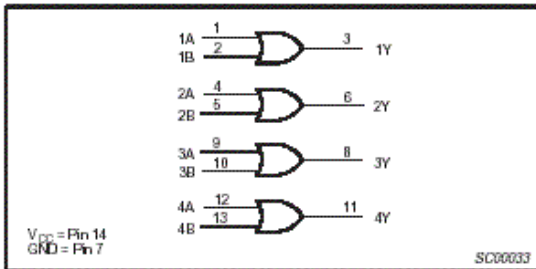 1A 1
1B 2
3 1Y
2A 4
2B 5
6 2Y
3A 9
3B 10
8 3Y
4A 12
4B 13
11 4Y
VCC = Pin 14
GND = Pin 7
SC00033